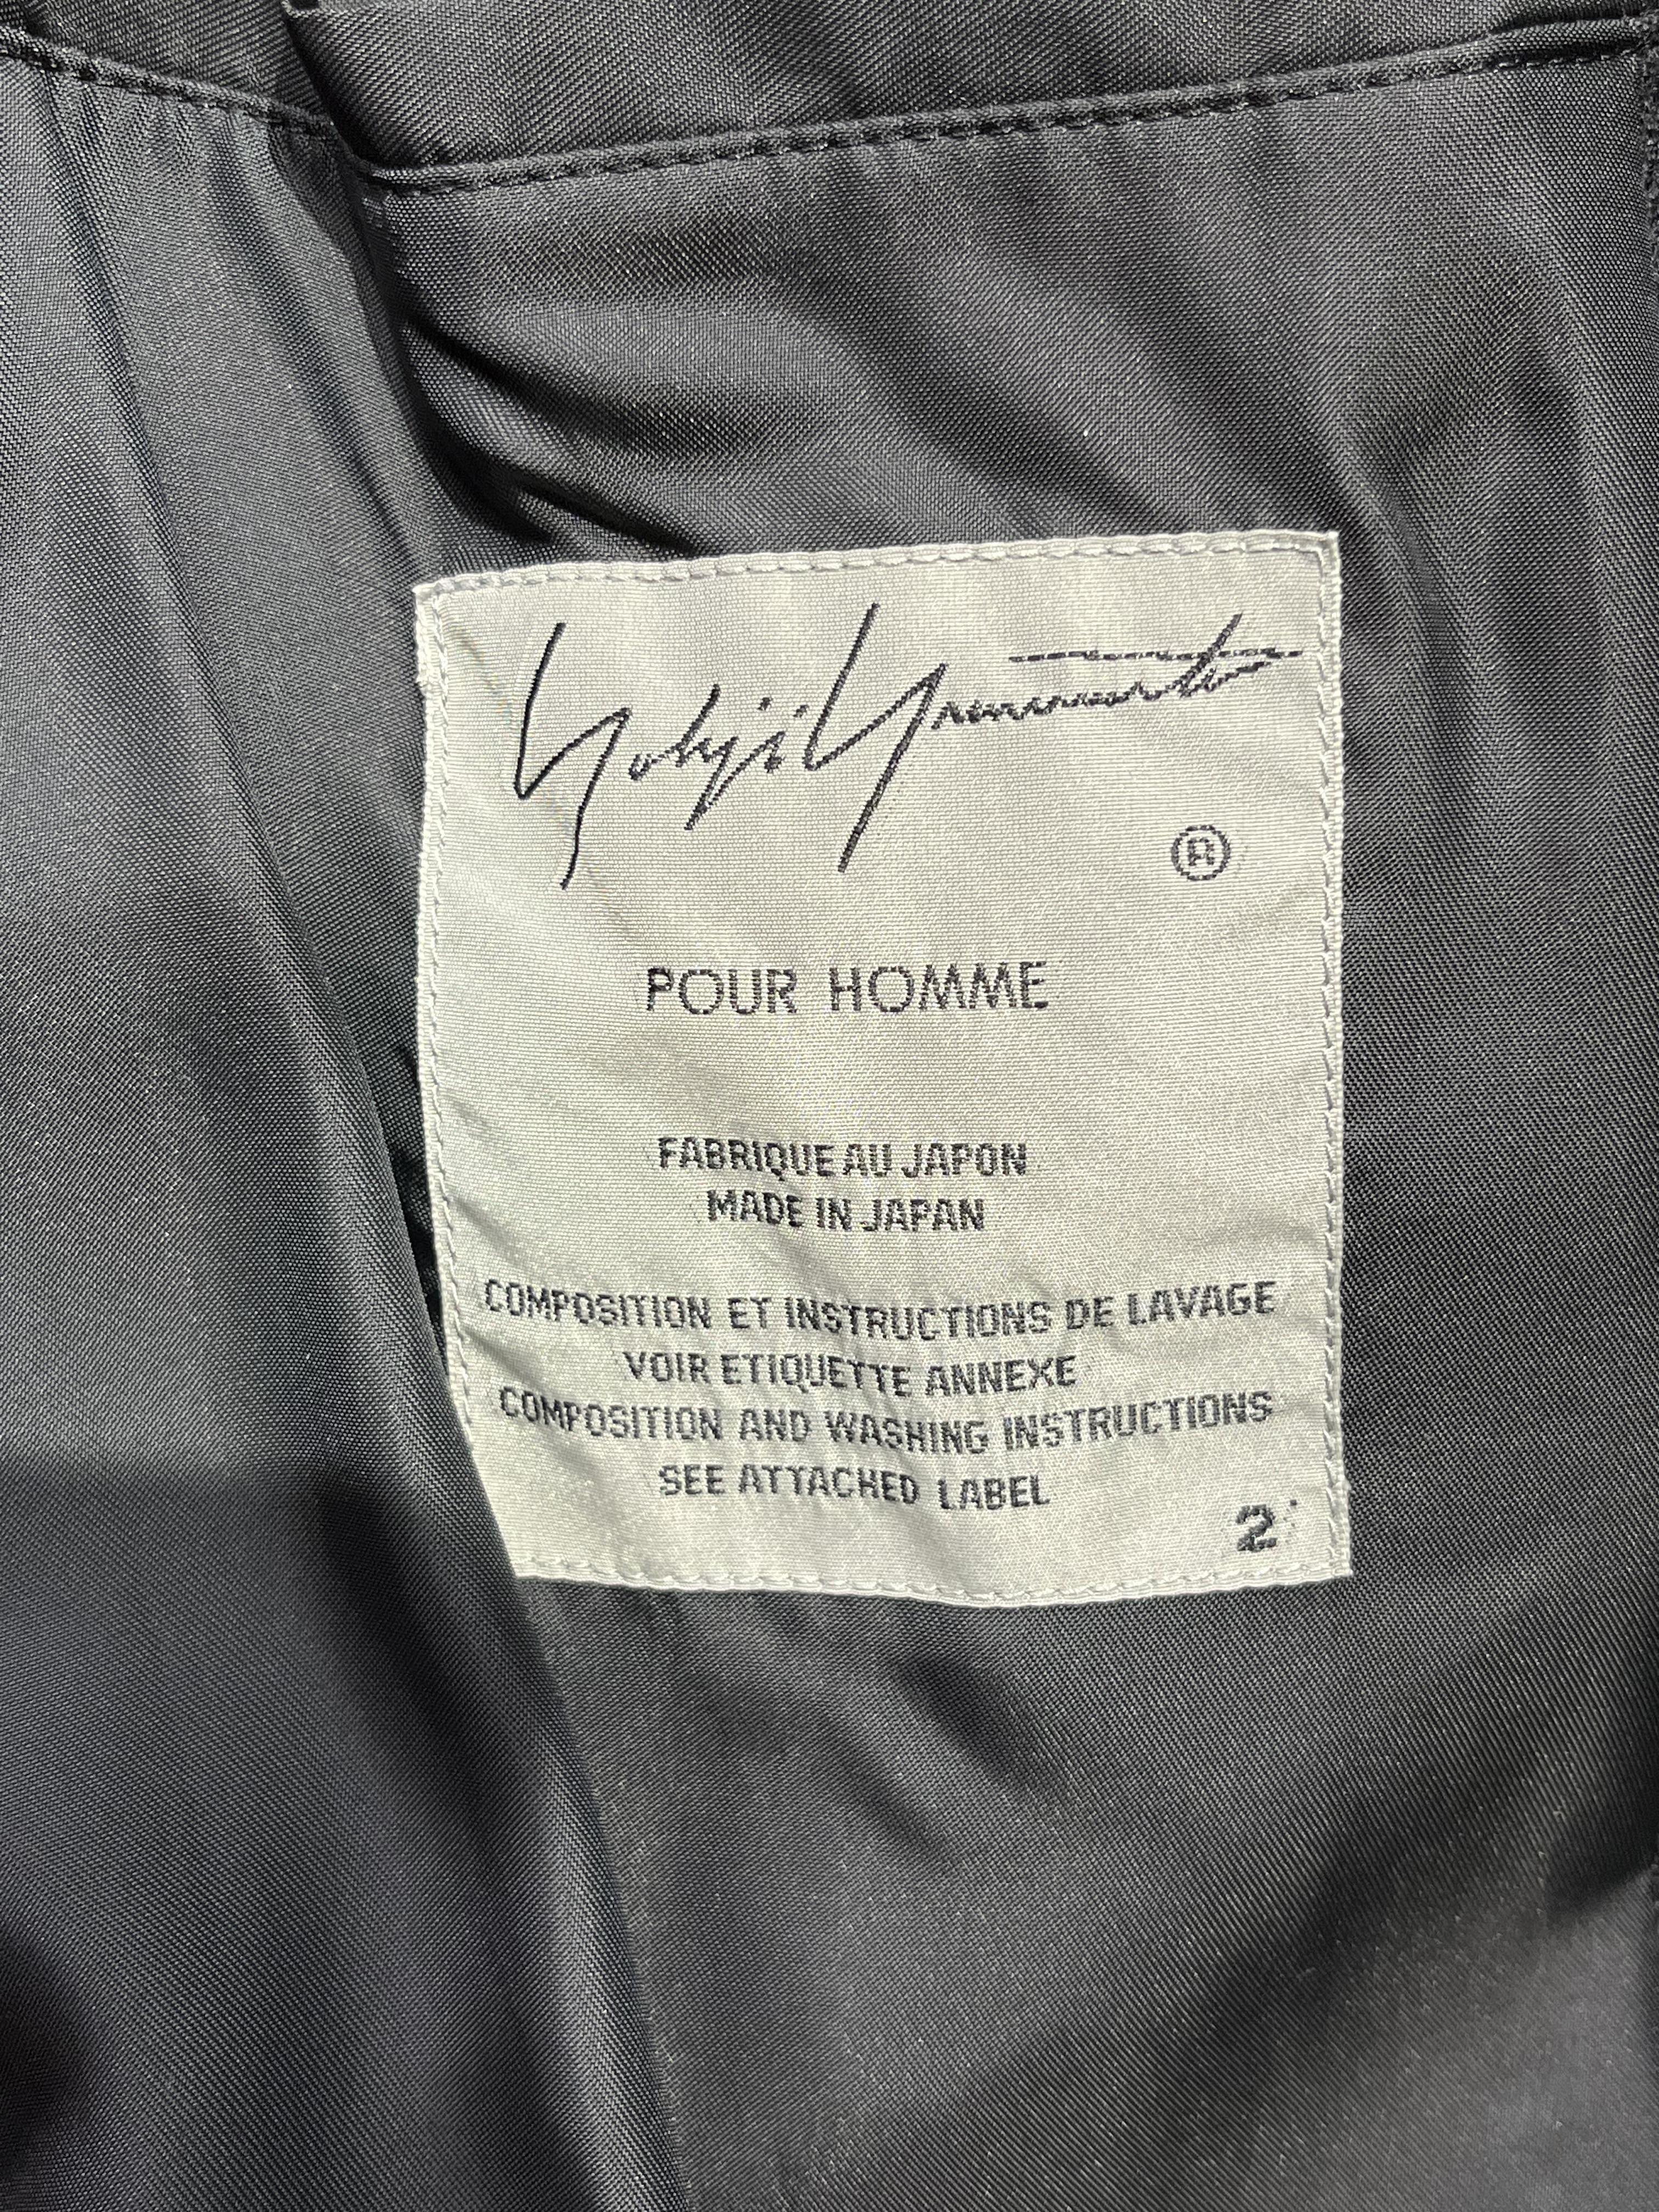 Yohji Yamamoto
®
POUR HOMME
FABRIQUE AU JAPON
MADE IN JAPAN
COMPOSITION ET INSTRUCTIONS DE LAVAGE
VOIR ETIQUETTE ANNEXE
COMPOSITION AND WASHING INSTRUCTIONS
SEE ATTACHED LABEL
2